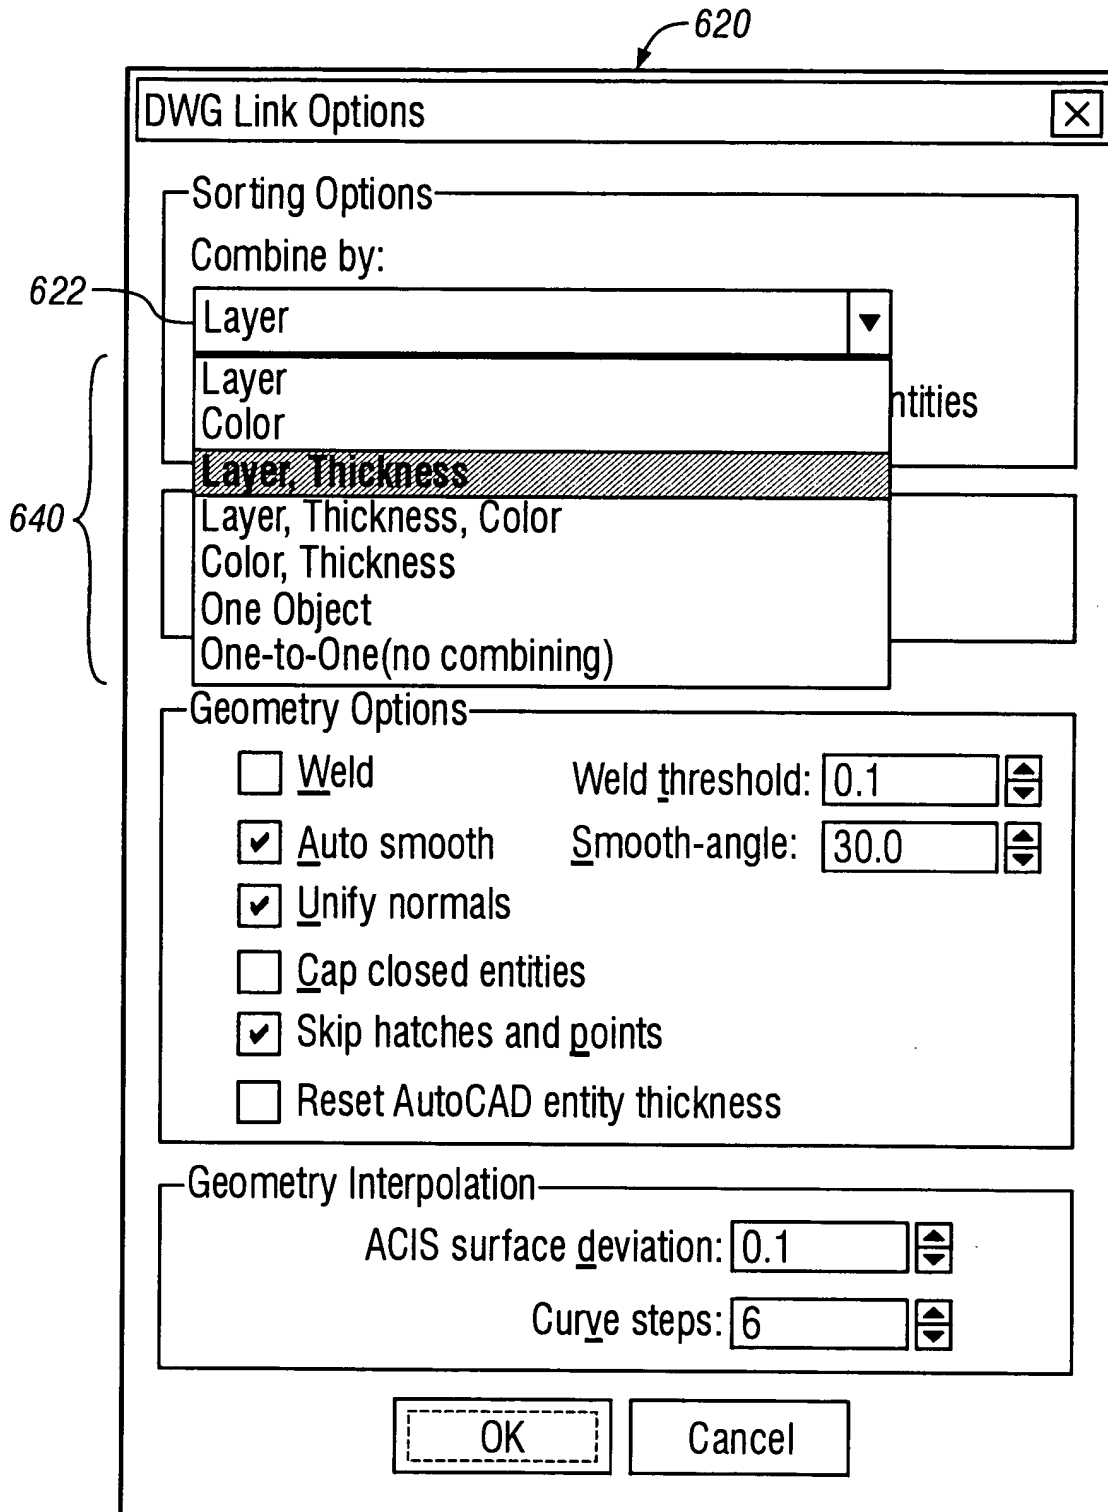 620
DWG Link Options
Sorting Options
Combine by:
622
Layer
Layer
Color
ntities
Layer, Thickness
640
Layer, Thickness, Color
Color, Thickness
One Object
One-to-One(no combining)
Geometry Options
Weld Weld threshold: 0.1
Auto smooth Smooth-angle: 30.0
Unify normals
Cap closed entities
Skip hatches and points
Reset AutoCAD entity thickness
Geometry Interpolation
ACIS surface deviation: 0.1
Curve steps: 6
OK Cancel